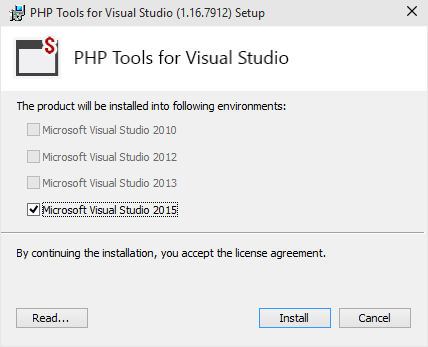 PHP Tools for Visual Studio (1.16.7912) Setup
$
PHP Tools for Visual Studio
The product will be installed into following environments:
Microsoft Visual Studio 2010
Microsoft Visual Studio 2012
Microsoft Visual Studio 2013
Microsoft Visual Studio 2015
By continuing the installation, you accept the license agreement.
Read... Install Cancel